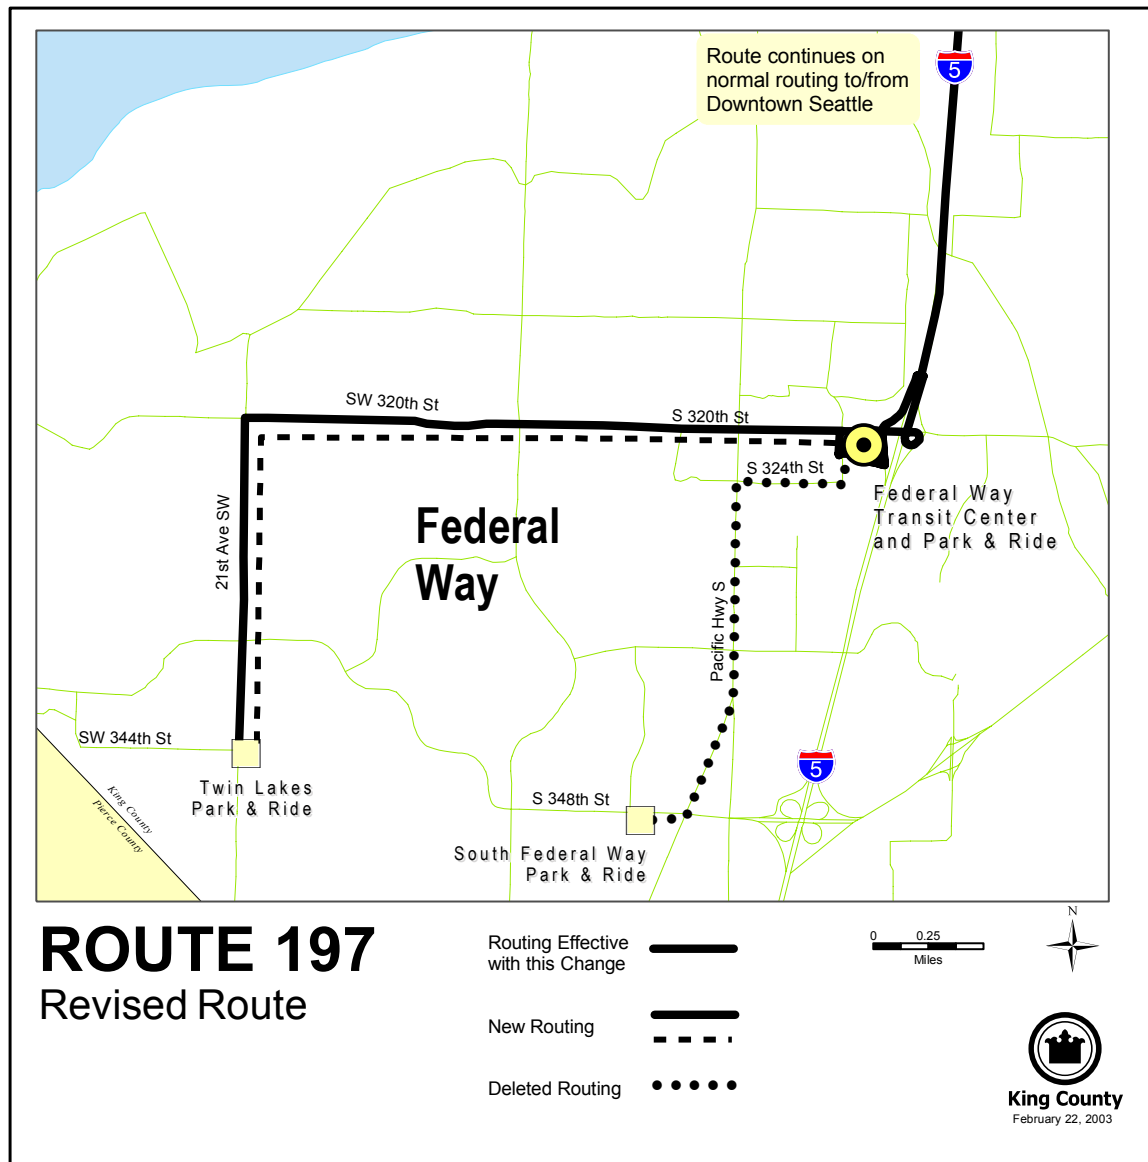 Route continues on
normal routing to/from
Downtown Seattle
5
SW 320th St
S 320th St
S 324th St
Federal Way
Transit Center
and Park & Ride
21st Ave SW
Federal
Way
Pacific Hwy S
SW 344th St
Twin Lakes
Park & Ride
King County
Pierce County
S 348th St
South Federal Way
Park & Ride
5
ROUTE 197
Revised Route
Routing Effective
with this Change
New Routing
Deleted Routing
0 0.25
Miles
N
King County
February 22, 2003